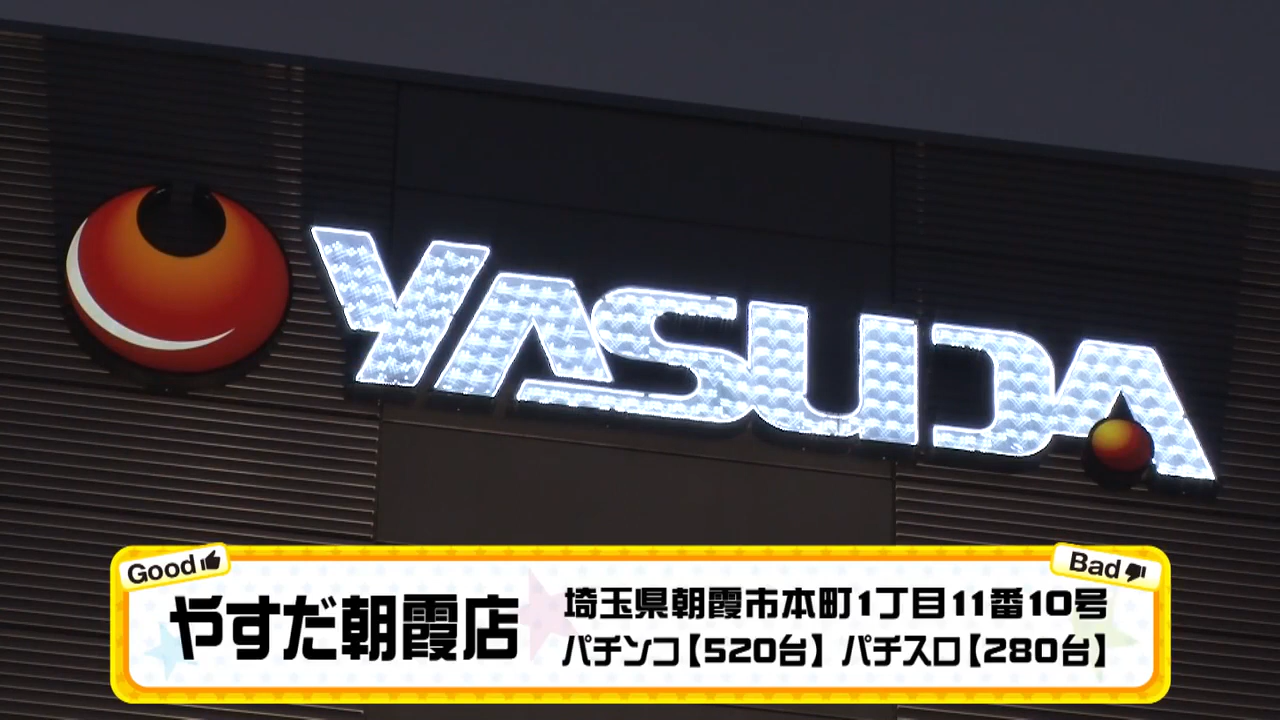 YASUDA
Good
Bad
やすだ朝霞店
埼玉県朝霞市本町1丁目11番10号
パチンコ【520台】 パチスロ【280台】